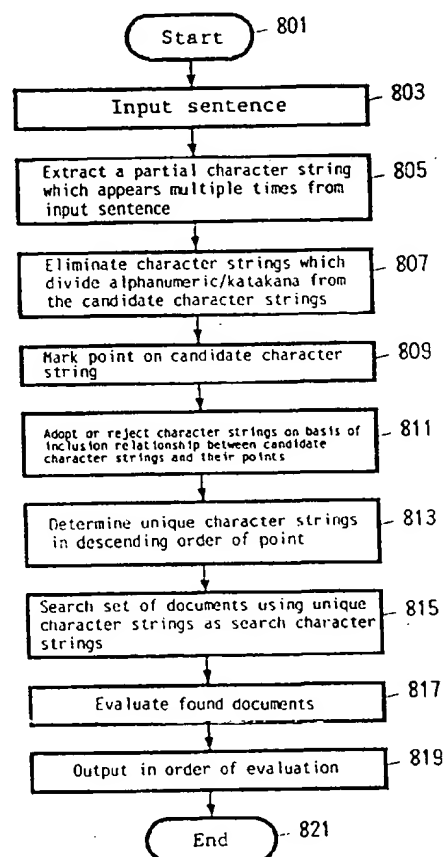 Start 801
Input sentence 803
Extract a partial character string
which appears multiple times from
input sentence 805
Eliminate character strings which
divide alphanumeric/katakana from
the candidate character strings 807
Mark point on candidate character
string 809
Adopt or reject character strings on basis of
inclusion relationship between candidate
character strings and their points 811
Determine unique character strings
in descending order of point 813
Search set of documents using unique
character strings as search character
strings 815
Evaluate found documents 817
Output in order of evaluation 819
End 821